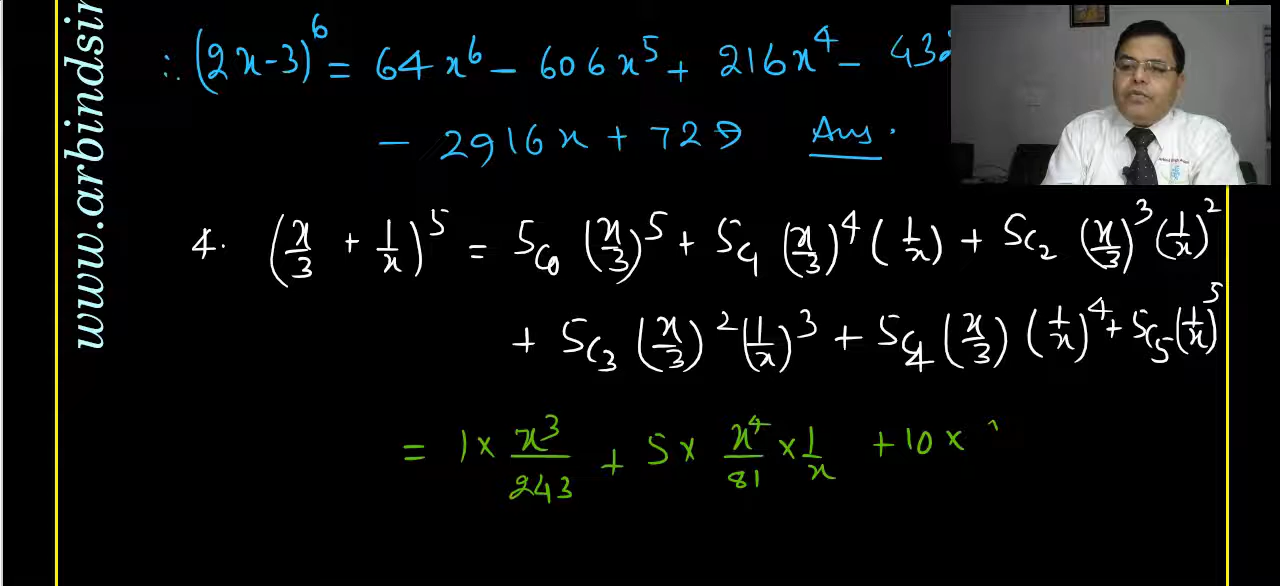 ∴ (2x-3)⁶ = 64x⁶ - 606x⁵ + 216x⁴ - 432
- 2916x + 729 Ans.
4. (x/3 + 1/x)⁵ = 5C₀ (x/3)⁵ + 5C₁ (x/3)⁴ (1/x) + 5C₂ (x/3)³ (1/x)²
+ 5C₃ (x/3)² (1/x)³ + 5C₄ (x/3) (1/x)⁴ + 5C₅ (1/x)⁵
= 1 × x³/243 + 5 × x⁴/81 × 1/x + 10 ×
www.arbindsin